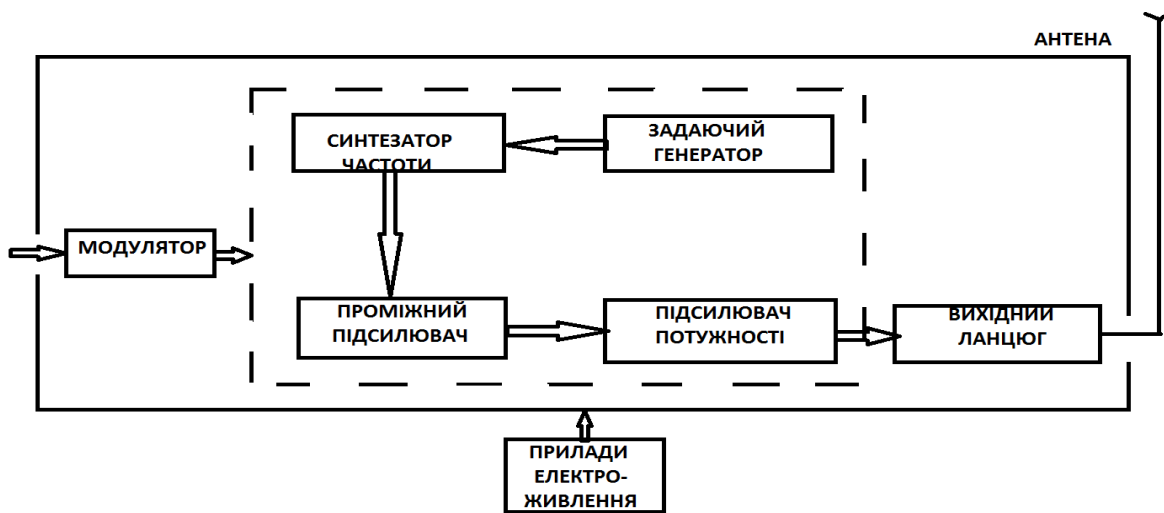 АНТЕНА
СИНТЕЗАТОР
ЧАСТОТИ
ЗАДАЮЧИЙ
ГЕНЕРАТОР
МОДУЛЯТОР
ПРОМІЖНИЙ
ПІДСИЛЮВАЧ
ПІДСИЛЮВАЧ
ПОТУЖНОСТІ
ВИХІДНИЙ
ЛАНЦЮГ
ПРИЛАДИ
ЕЛЕКТРО-
ЖИВЛЕННЯ